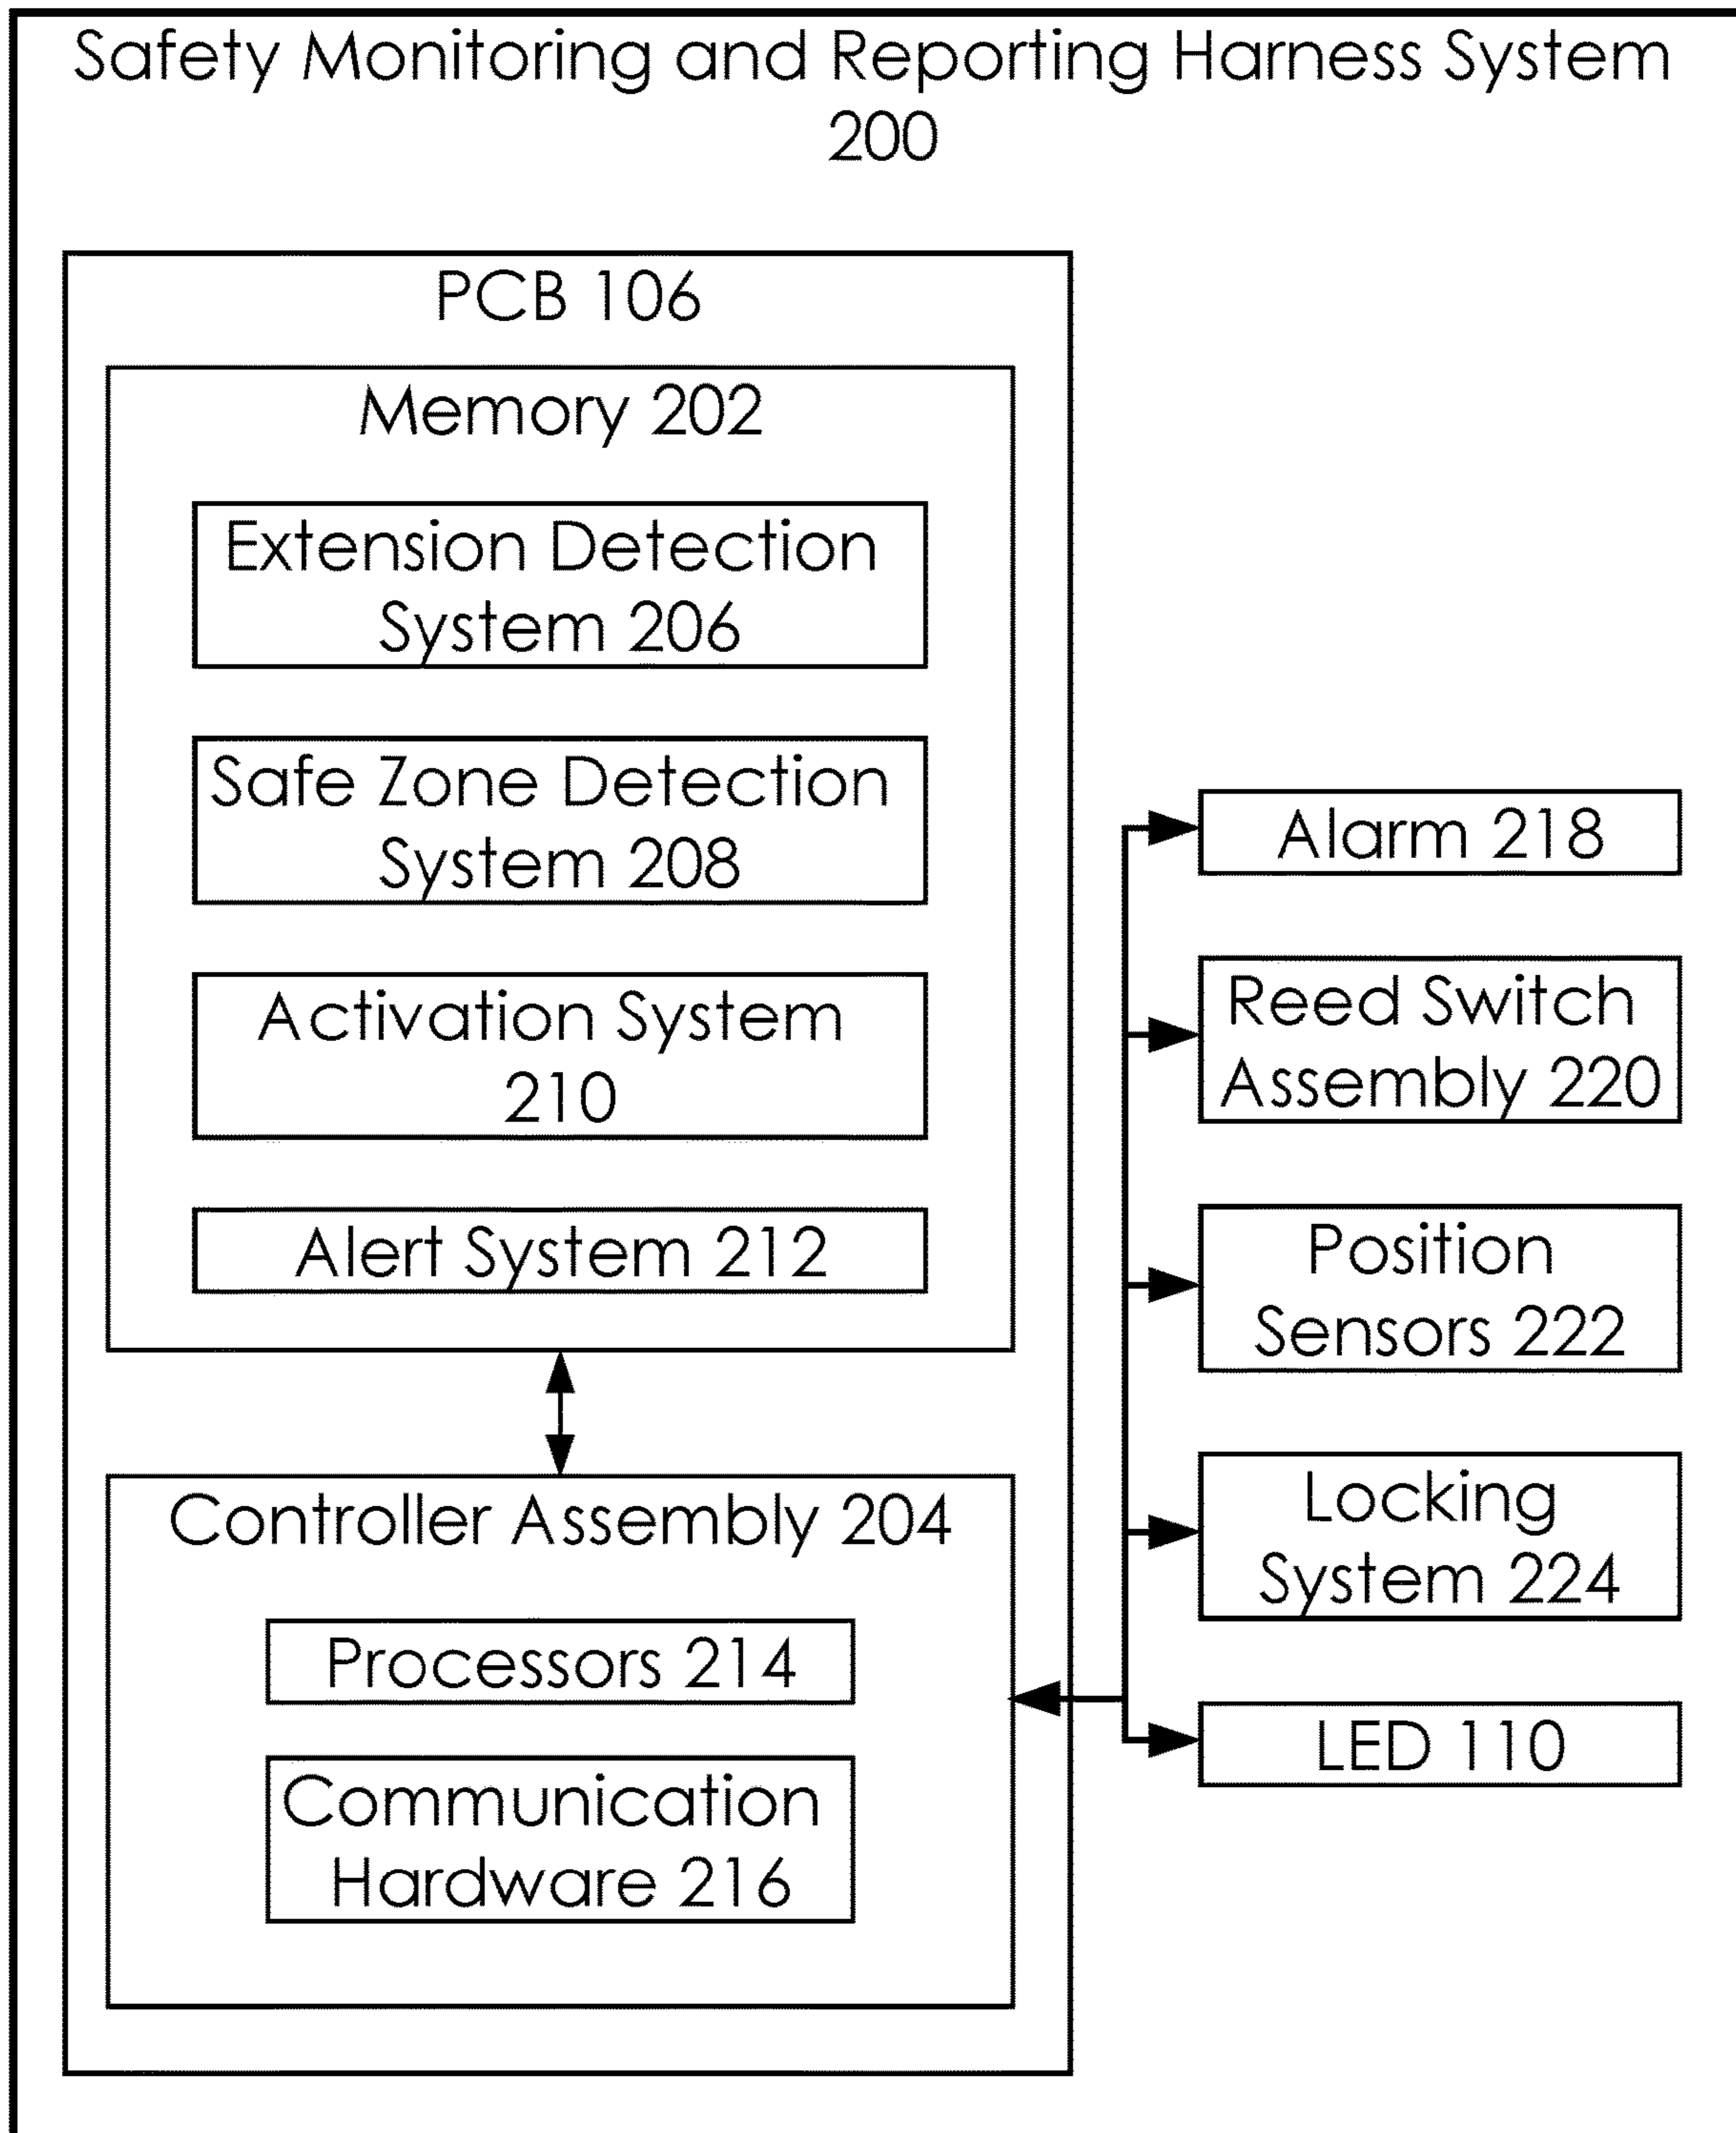 Safety Monitoring and Reporting Harness System
200
PCB 106
Memory 202
Extension Detection
System 206
Safe Zone Detection
System 208
Activation System
210
Alert System 212
Controller Assembly 204
Processors 214
Communication
Hardware 216
Alarm 218
Reed Switch
Assembly 220
Position
Sensors 222
Locking
System 224
LED 110